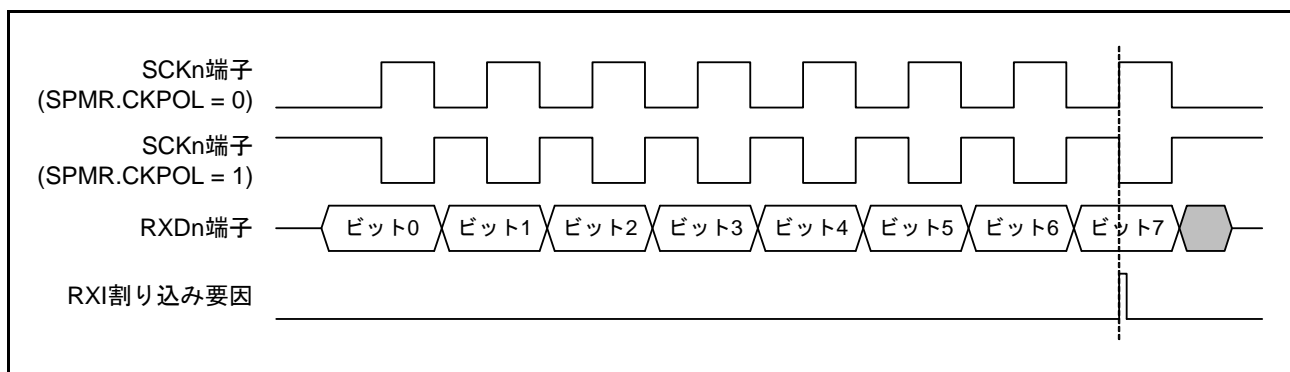 SCKn端子
(SPMR.CKPOL = 0)
SCKn端子
(SPMR.CKPOL = 1)
RXDn端子
ビット0 ビット1 ビット2 ビット3 ビット4 ビット5 ビット6 ビット7
RXI割り込み要因